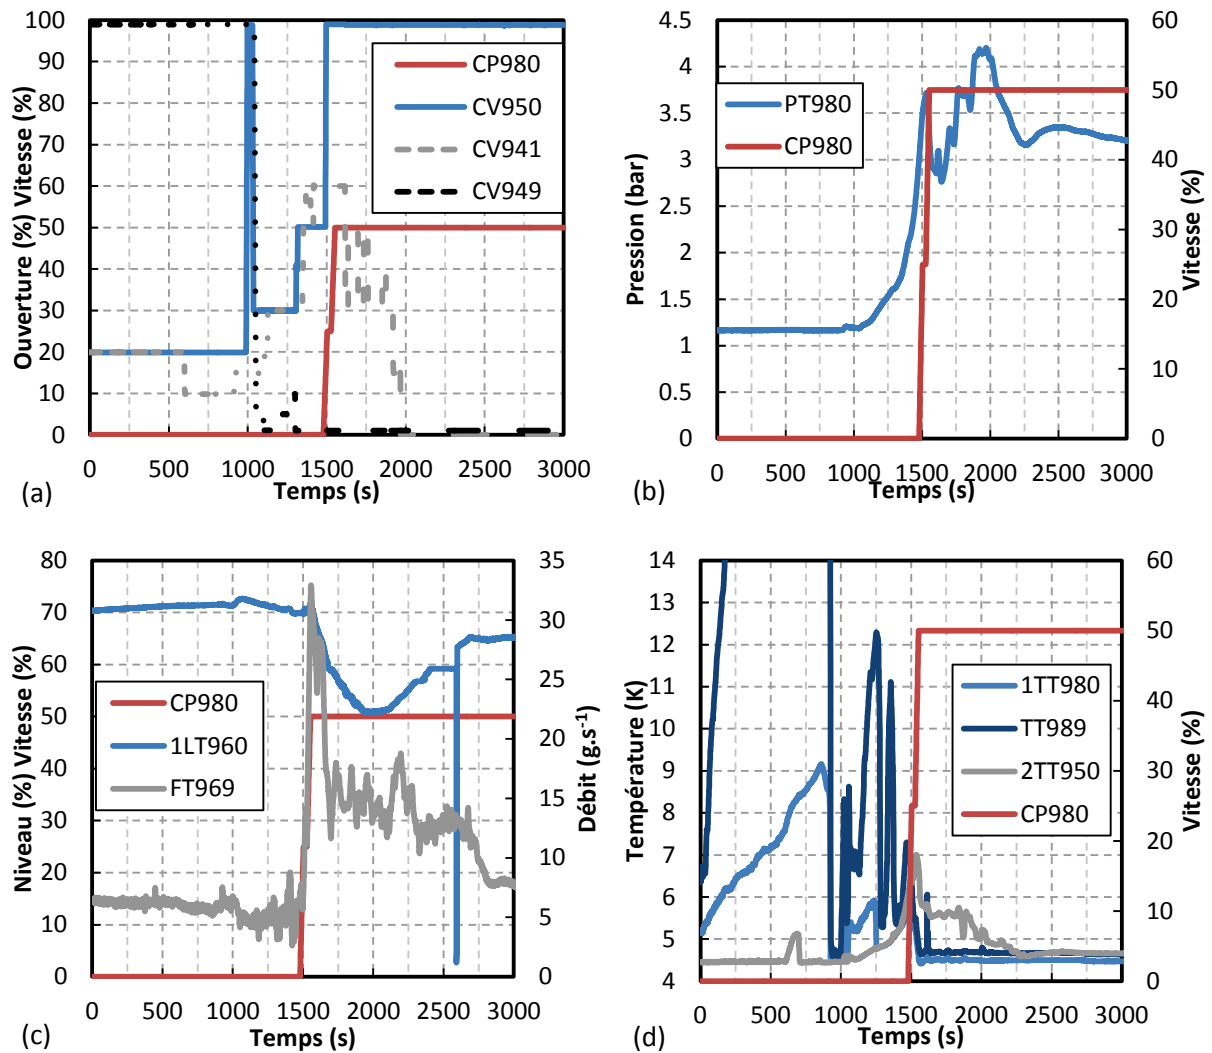 100
90
80
70
60
50
40
30
20
10
0
Ouverture (%) Vitesse (%)
CP980
CV950
CV941
CV949
0 500 1000 1500 2000 2500 3000
Temps (s)
(a)
4.5
4
3.5
3
2.5
2
1.5
1
0.5
0
Pression (bar)
PT980
CP980
60
50
40
30
20
10
0
Vitesse (%)
0 500 1000 1500 2000 2500 3000
Temps (s)
(b)
80
70
60
50
40
30
20
10
0
Niveau (%) Vitesse (%)
CP980
1LT960
FT969
35
30
25
20
15
10
5
0
Débit (g.s-1)
0 500 1000 1500 2000 2500 3000
Temps (s)
(c)
14
13
12
11
10
9
8
7
6
5
4
Température (K)
1TT980
TT989
2TT950
CP980
60
50
40
30
20
10
0
Vitesse (%)
0 500 1000 1500 2000 2500 3000
Temps (s)
(d)